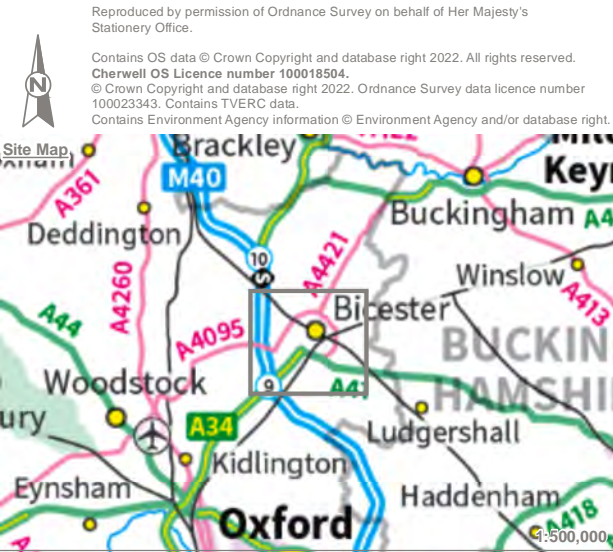 Reproduced by permission of Ordnance Survey on behalf of Her Majesty's
Stationery Office.
Contains OS data © Crown Copyright and database right 2022. All rights reserved.
Cherwell OS Licence number 100018504.
© Crown Copyright and database right 2022. Ordnance Survey data licence number
100023343. Contains TVERC data.
Contains Environment Agency information © Environment Agency and/or database right.
N
Site Map
Brackley
M40
A361
Buckingham
Deddington
10
A4421
Winslow
A4260
A413
S
Bicester
A44
A4095
BUCKIN
HAMSHI
9
Woodstock
A34
Ludgershall
Kidlington
Eynsham
Haddenham
Oxford
A418
1:500,000